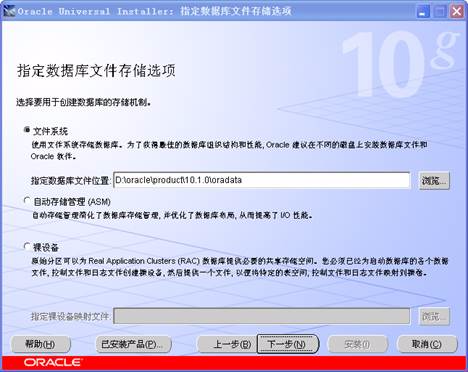 Oracle Universal Installer: 指定数据库文件存储选项
10g
指定数据库文件存储选项
选择要用于创建数据库的存储机制。
文件系统
使用文件系统存储数据库。为了获得最佳的数据库组织结构和性能, Oracle 建议在不同的磁盘上安装数据库文件和
Oracle 软件。
指定数据库文件位置: D:\oracle\product\10.1.0\oradata 浏览...
自动存储管理 (ASM)
自动存储管理简化了数据库存储管理, 并优化了数据库布局, 从而提高了 I/O 性能。
裸设备
原始分区可以为 Real Application Clusters (RAC) 数据库提供必要的共享存储空间。您必须已经为启动数据库的各个数据
文件, 控制文件和日志文件创建裸设备, 然后提供一个文件, 以便将特定的表空间, 控制文件和日志文件映射到裸卷。
指定裸设备映射文件: 浏览...
帮助(H) 已安装产品(P)... 上一步(B) 下一步(N) 安装(I) 取消(C)
ORACLE